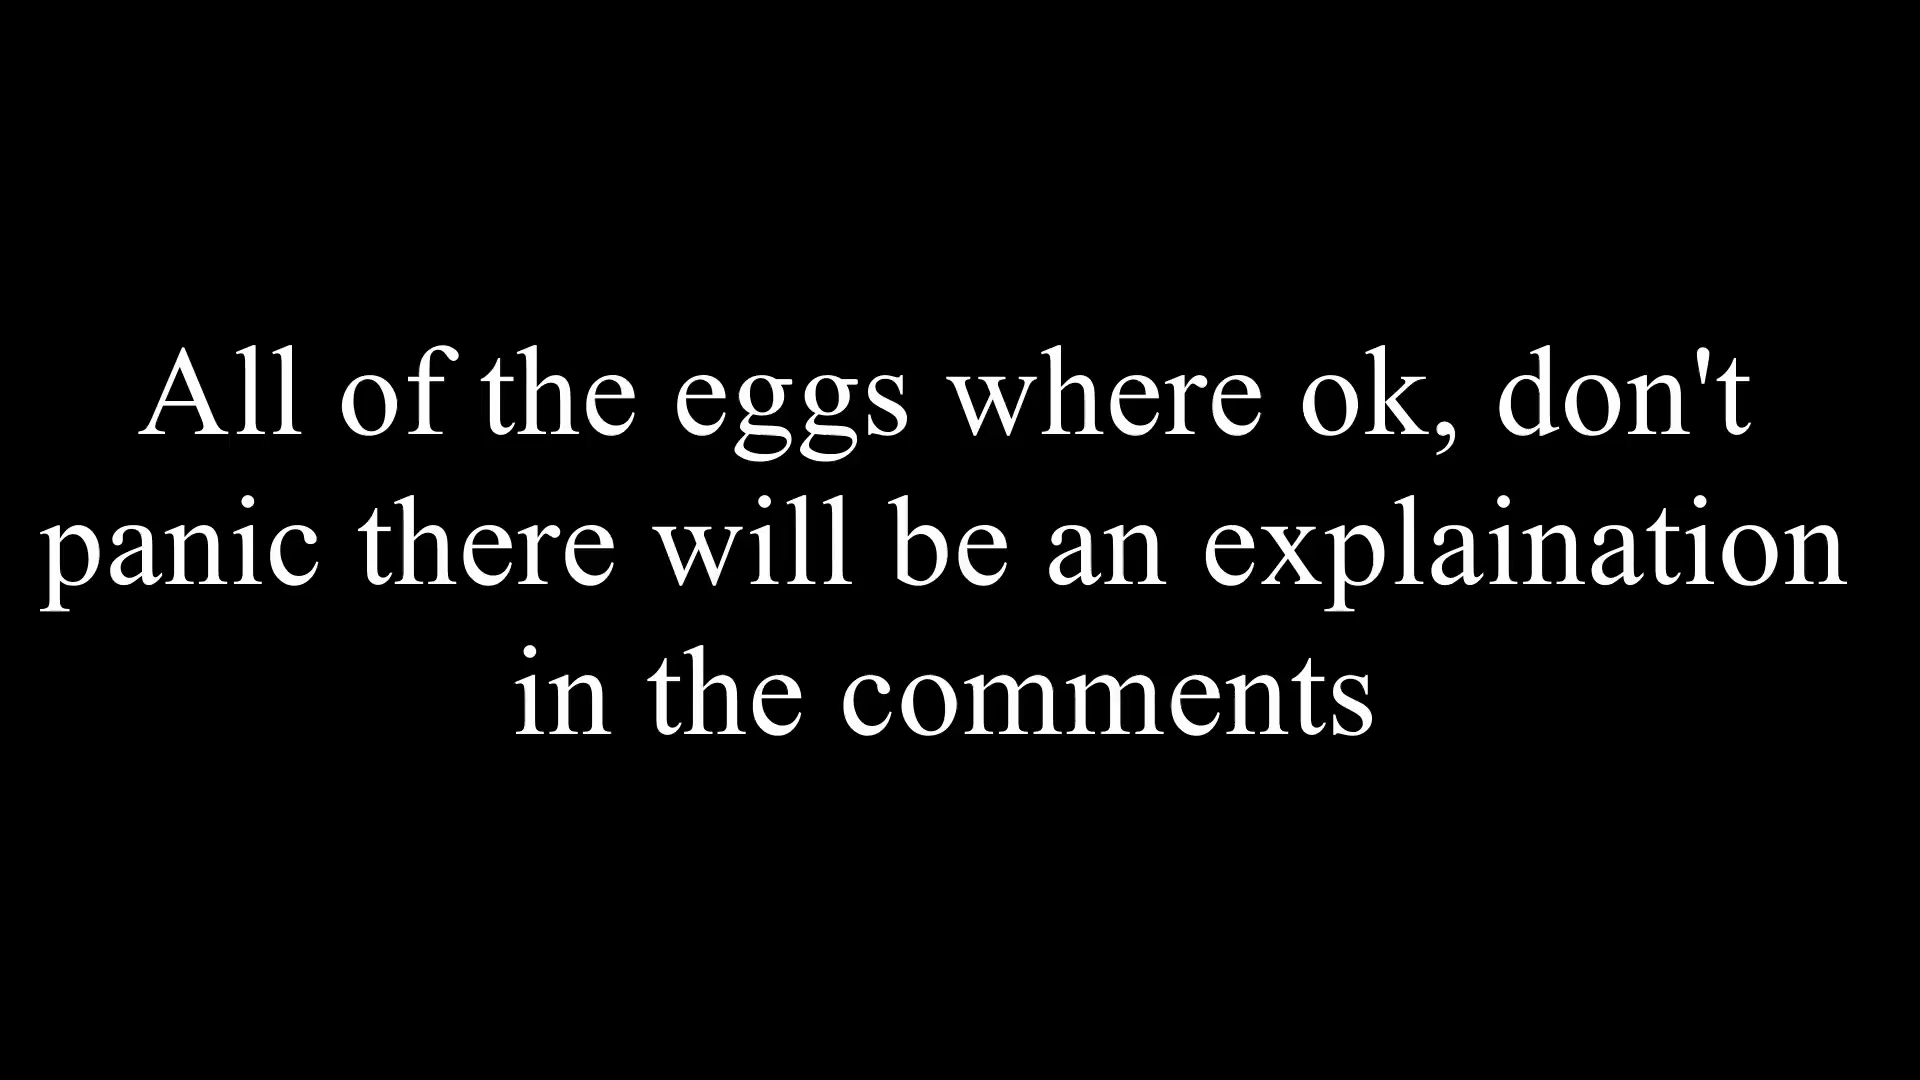 All of the eggs where ok, don't
panic there will be an explaination
in the comments